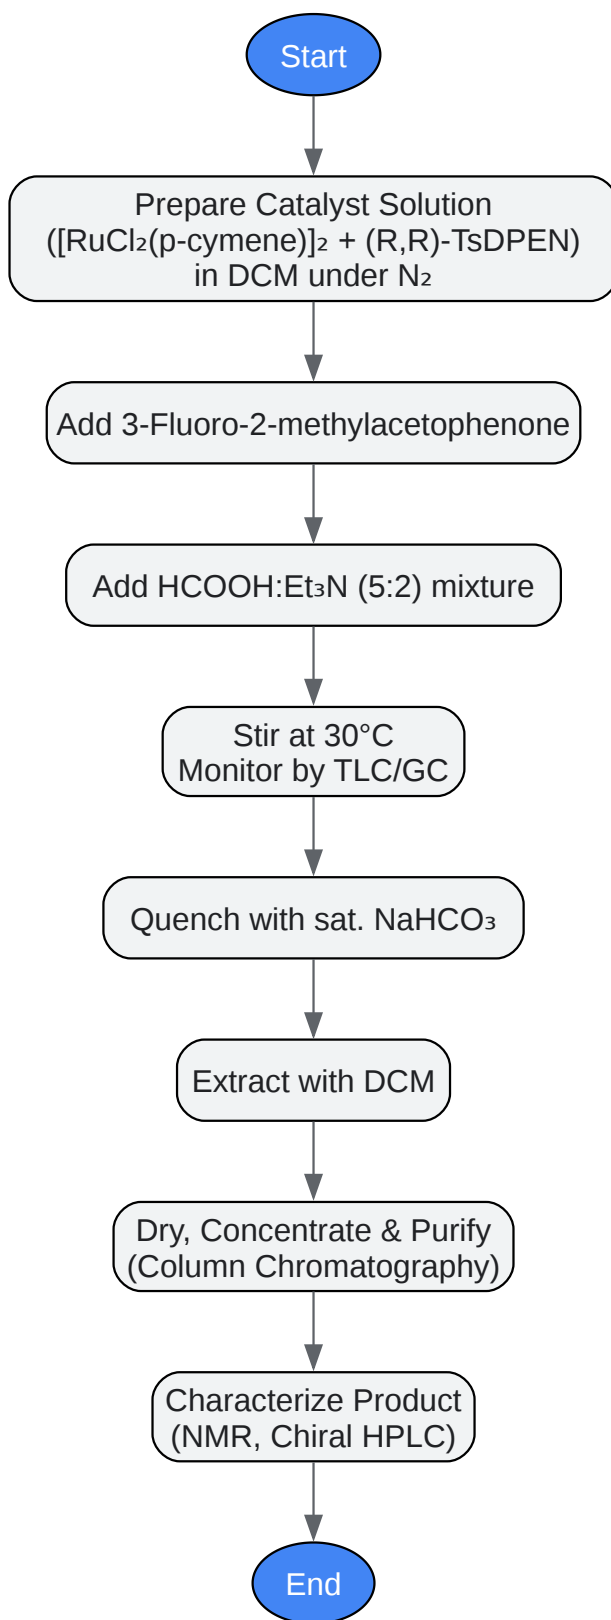 Start
Prepare Catalyst Solution
([RuCl₂(p-cymene)]₂ + (R,R)-TsDPEN)
in DCM under N₂
Add 3-Fluoro-2-methylacetophenone
Add HCOOH:Et₃N (5:2) mixture
Stir at 30°C
Monitor by TLC/GC
Quench with sat. NaHCO₃
Extract with DCM
Dry, Concentrate & Purify
(Column Chromatography)
Characterize Product
(NMR, Chiral HPLC)
End